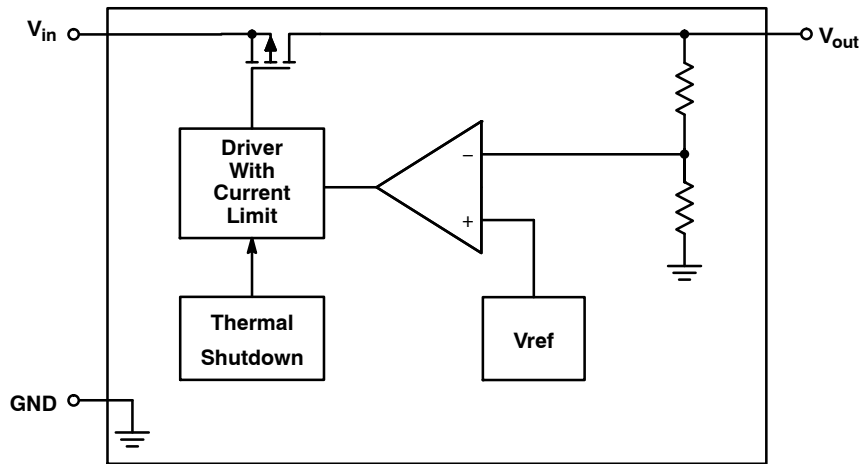 Vin
Vout
Driver
With
Current
Limit
−
+
Thermal
Shutdown
Vref
GND